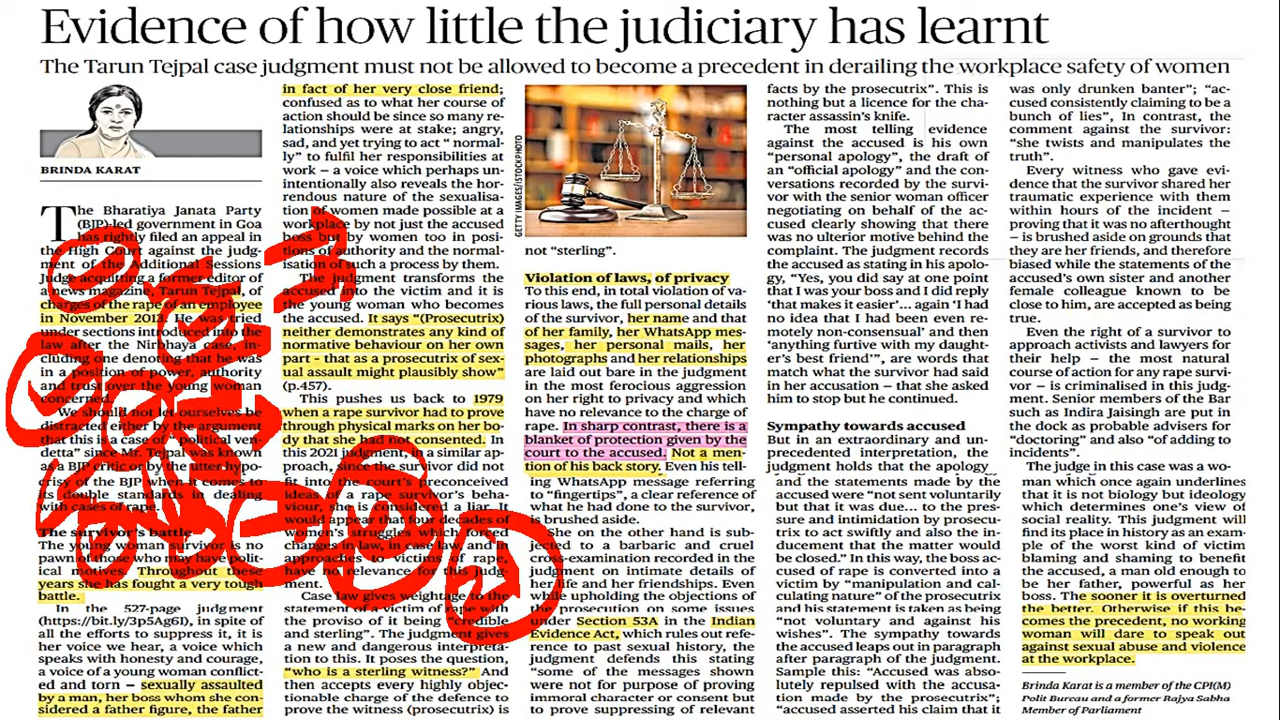 Evidence of how little the judiciary has learnt
The Tarun Tejpal case judgment must not be allowed to become a precedent in derailing the workplace safety of women
BRINDA KARAT
The Bharatiya Janata Party
(BJP)-led government in Goa
has rightly filed an appeal in
the High Court against the judg-
ment of the Additional Sessions
Judge acquitting a former editor of
a news magazine, Tarun Tejpal, of
charges of the rape of an employee
in November 2013. He was tried
under sections introduced into the
law after the Nirbhaya case, in-
cluding one denoting that he was
in a position of power, authority
and trust over the young woman
concerned.
We should not let ourselves be
distracted either by the argument
that this is a case of “political ven-
detta” since Mr. Tejpal was known
as a BJP critic or by the utter hypo-
crisy of the BJP when it comes to
its double standards in dealing
with cases of rape.
The survivor's battle
The young woman survivor is no
pawn of those who may have polit-
ical motives. Throughout these
years she has fought a very tough
battle.
In the 527-page judgment
(https://bit.ly/3p5Ag6I), in spite of
all the efforts to suppress it, it is
her voice we hear, a voice which
speaks with honesty and courage,
a voice of a young woman conflict-
ed and torn – sexually assaulted
by a man, her boss whom she con-
sidered a father figure, the father
in fact of her very close friend;
confused as to what her course of
action should be since so many re-
lationships were at stake; angry,
sad, and yet trying to act “ normal-
ly” to fulfil her responsibilities at
work – a voice which perhaps un-
intentionally also reveals the hor-
rendous nature of the sexualisa-
tion of women made possible at a
workplace by not just the accused
boss but by women too in posi-
tions of authority and the normal-
isation of such a process by them.
The judgment transforms the
accused into the victim and it is
the young woman who becomes
the accused. It says “(Prosecutrix)
neither demonstrates any kind of
normative behaviour on her own
part - that as a prosecutrix of sex-
ual assault might plausibly show”
(p.457).
This pushes us back to 1979
when a rape survivor had to prove
through physical marks on her bo-
dy that she had not consented. In
this 2021 judgment, in a similar ap-
proach, since the survivor did not
fit into the court's preconceived
ideas of a rape survivor's beha-
viour, she is considered a liar. It
would appear that four decades of
women's struggles which forced
changes in law, in case law, and in
approaches to victims of rape,
have no relevance for this judg-
ment.
Case law gives weightage to the
statement of a victim of rape with
the proviso of it being “credible
and sterling”. The judgment gives
a new and dangerous interpreta-
tion to this. It poses the question,
“who is a sterling witness?” And
then accepts every highly objec-
tionable charge of the defence to
prove the witness (prosecutrix) is
GETTY IMAGES/ISTOCKPHOTO
not “sterling”.
Violation of laws, of privacy
To this end, in total violation of va-
rious laws, the full personal details
of the survivor, her name and that
of her family, her WhatsApp mes-
sages, her personal mails, her
photographs and her relationships
are laid out bare in the judgment
in the most ferocious aggression
on her right to privacy and which
have no relevance to the charge of
rape. In sharp contrast, there is a
blanket of protection given by the
court to the accused. Not a men-
tion of his back story. Even his tell-
ing WhatsApp message referring
to “fingertips”, a clear reference of
what he had done to the survivor,
is brushed aside.
She on the other hand is sub-
jected to a barbaric and cruel
cross-examination recorded in the
judgment on intimate details of
life and her friendships. Even
while upholding the objections of
the prosecution on some issues
under Section 53A in the Indian
Evidence Act, which rules out refe-
rence to past sexual history, the
judgment defends this stating
“some of the messages shown
were not for purpose of proving
immoral character or consent but
to prove suppressing of relevant
facts by the prosecutrix”. This is
nothing but a licence for the cha-
racter assassin's knife.
The most telling evidence
against the accused is his own
“personal apology”, the draft of
an “official apology” and the con-
versations recorded by the survi-
vor with the senior woman officer
negotiating on behalf of the ac-
cused clearly showing that there
was no ulterior motive behind the
complaint. The judgment records
the accused as stating in his apolo-
gy, “Yes, you did say at one point
that I was your boss and I did reply
‘that makes it easier’... again ‘I had
no idea that I had been even re-
motely non-consensual’ and then
‘anything furtive with my daught-
er's best friend’”, are words that
match what the survivor had said
in her accusation – that she asked
him to stop but he continued.
Sympathy towards accused
But in an extraordinary and un-
precedented interpretation, the
judgment holds that the apology
and the statements made by the
accused were “not sent voluntarily
but that it was due... to the pres-
sure and intimidation by prosecu-
trix to act swiftly and also the in-
ducement that the matter would
be closed.” In this way, the boss ac-
cused of rape is converted into a
victim by “manipulation and cal-
culating nature” of the prosecutrix
and his statement is taken as being
“not voluntary and against his
wishes”. The sympathy towards
the accused leaps out in paragraph
after paragraph of the judgment.
Sample this: “Accused was abso-
lutely repulsed with the accusa-
tion made by the prosecutrix”;
“accused asserted his claim that it
was only drunken banter”; “ac-
cused consistently claiming to be a
bunch of lies”, In contrast, the
comment against the survivor:
“she twists and manipulates the
truth”.
Every witness who gave evi-
dence that the survivor shared her
traumatic experience with them
within hours of the incident –
proving that it was no afterthought
– is brushed aside on grounds that
they are her friends, and therefore
biased while the statements of the
accused's own sister and another
female colleague known to be
close to him, are accepted as being
true.
Even the right of a survivor to
approach activists and lawyers for
their help – the most natural
course of action for any rape survi-
vor – is criminalised in this judg-
ment. Senior members of the Bar
such as Indira Jaisingh are put in
the dock as probable advisers for
“doctoring” and also “of adding to
incidents”.
The judge in this case was a wo-
man which once again underlines
that it is not biology but ideology
which determines one's view of
social reality. This judgment will
find its place in history as an exam-
ple of the worst kind of victim
blaming and shaming to benefit
the accused, a man old enough to
be her father, powerful as her
boss. The sooner it is overturned
the better. Otherwise if this be-
comes the precedent, no working
woman will dare to speak out
against sexual abuse and violence
at the workplace.
Brinda Karat is a member of the CPI(M)
Polit Bureau and a former Rajya Sabha
Member of Parliament